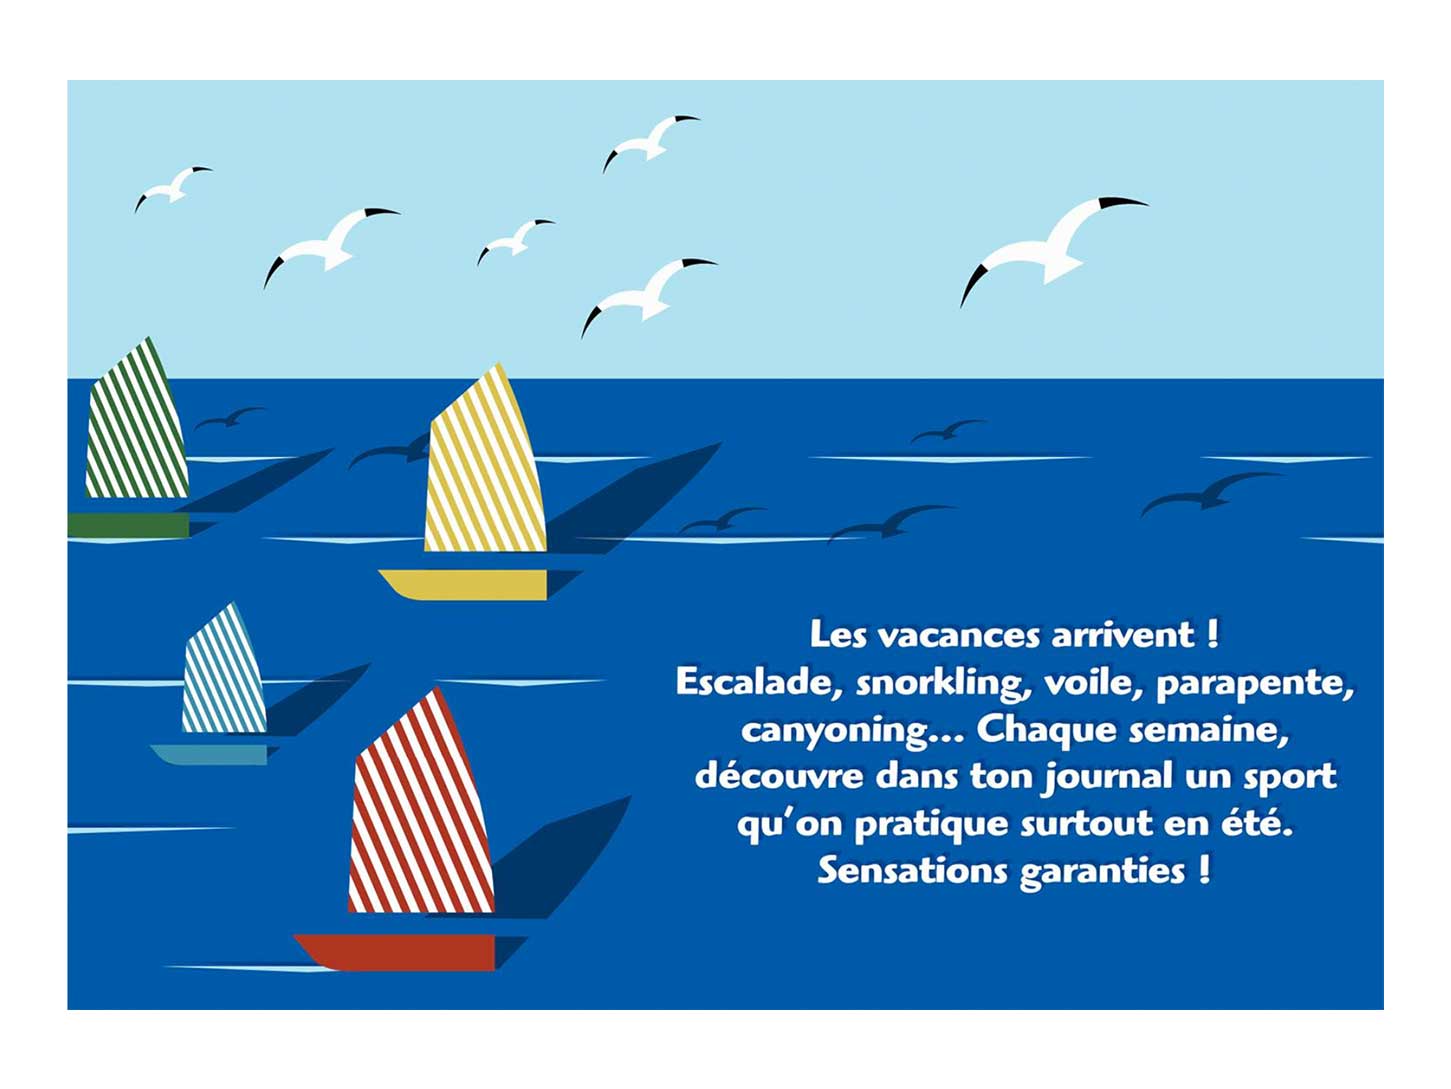 Les vacances arrivent !
Escalade, snorkling, voile, parapente,
canyoning... Chaque semaine,
découvre dans ton journal un sport
qu'on pratique surtout en été.
Sensations garanties !